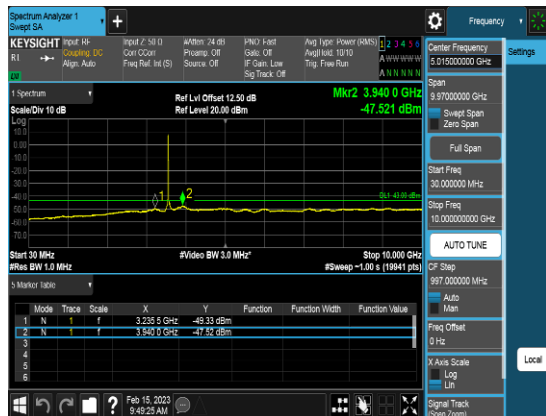 Spectrum Analyzer 1
Swept SA
Frequency
KEYSIGHT
R L
Input: RF
Coupling: DC
Align: Auto
Input Z: 50 Ω
Corr CCorr
Freq Ref: Int (S)
#Atten: 24 dB
Preamp: Off
Source: Off
PNO: Fast
Gate: Off
IF Gain: Low
Sig Track: Off
Avg Type: Power (RMS)
Avg|Hold: 10/10
Trig: Free Run
1 2 3 4 5 6
A W W W W W
A N N N N N
1 Spectrum
Scale/Div 10 dB
Ref Lvl Offset 12.50 dB
Ref Level 20.00 dBm
Mkr2 3.940 0 GHz
-47.521 dBm
Log
10.0
0.00
-10.0
-20.0
-30.0
-40.0
-50.0
-60.0
-70.0
1
2
DL1 -43.00 dBm
Start 30 MHz
#Res BW 1.0 MHz
#Video BW 3.0 MHz*
Stop 10.000 GHz
#Sweep ~1.00 s (19941 pts)
5 Marker Table
Mode Trace Scale X Y Function Function Width Function Value
1 N 1 f 3.235 5 GHz -49.33 dBm
2 N 1 f 3.940 0 GHz -47.52 dBm
3
4
5
6
Feb 15, 2023
9:49:25 AM
Center Frequency
5.015000000 GHz
Settings
Span
9.97000000 GHz
Swept Span
Zero Span
Full Span
Start Freq
30.000000 MHz
Stop Freq
10.000000000 GHz
AUTO TUNE
CF Step
997.000000 MHz
Auto
Man
Freq Offset
0 Hz
X Axis Scale
Log
Lin
Local
Signal Track
(Span Zoom)